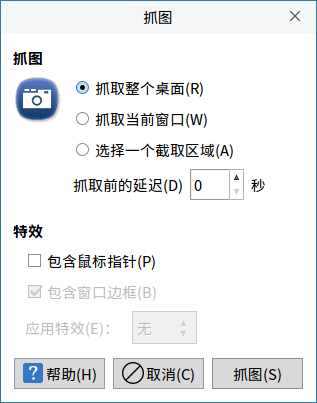 抓图
抓图
抓取整个桌面(R)
抓取当前窗口(W)
选择一个截取区域(A)
抓取前的延迟(D) 0 秒
特效
包含鼠标指针(P)
包含窗口边框(B)
应用特效(E): 无
帮助(H) 取消(C) 抓图(S)